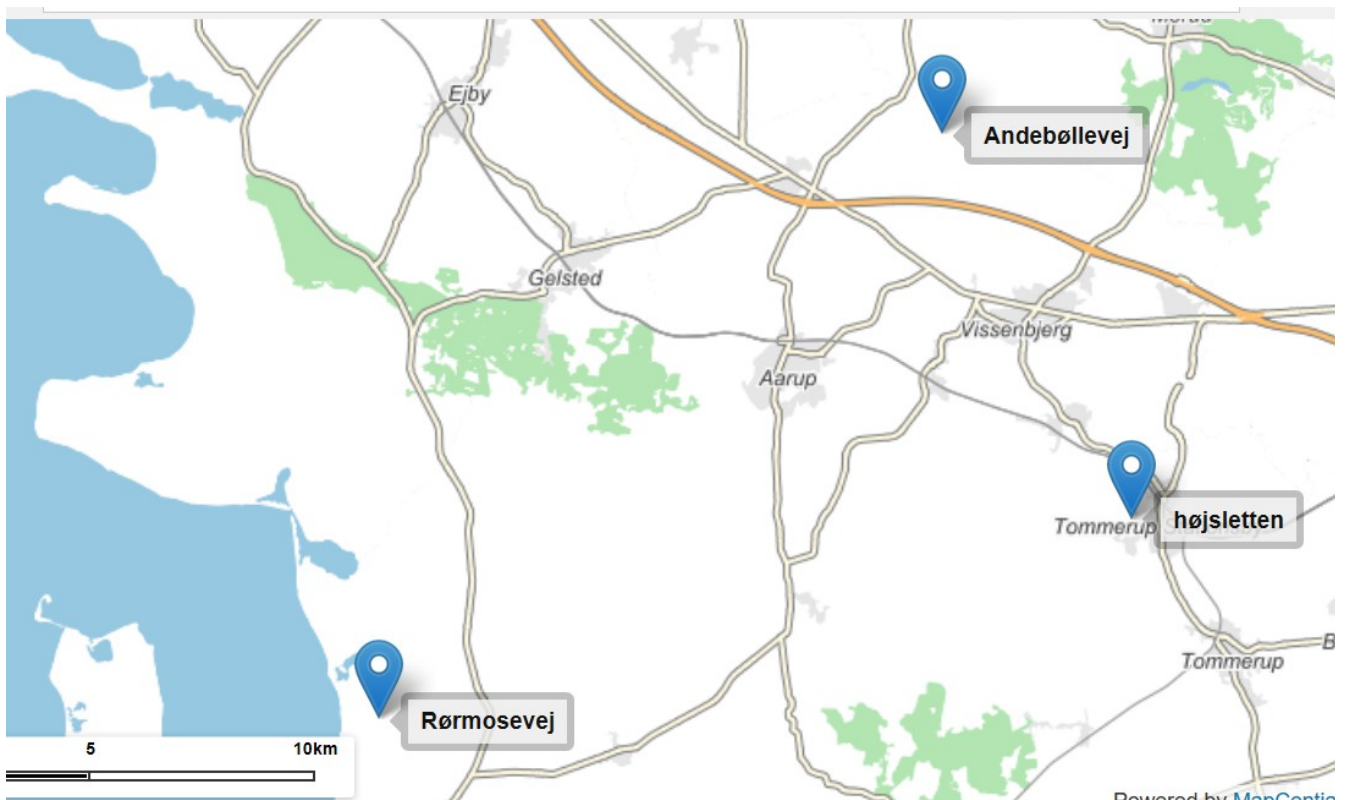 Ejby
Andebøllevej
Gelsted
Vissenbjerg
Aarup
højsletten
Tommerup
Tommerup
Rørmosevej
5 10km
B
Powered by